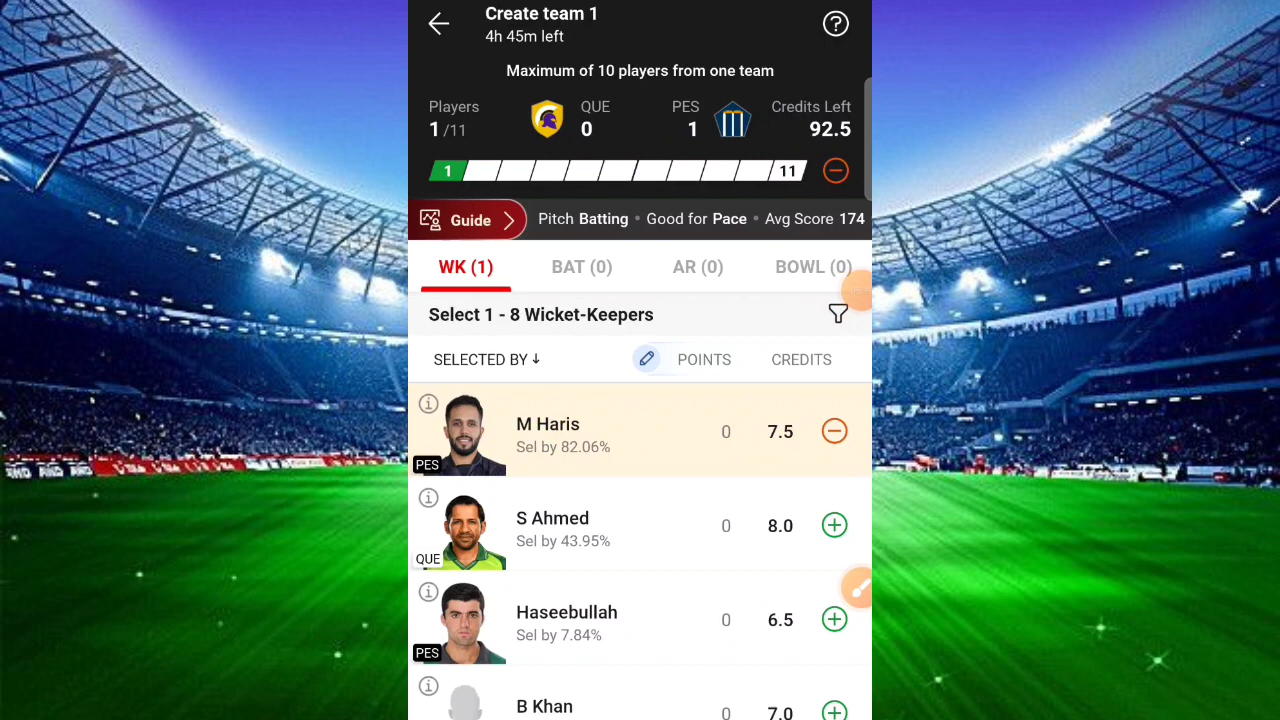 Create team 1
4h 45m left
?
Maximum of 10 players from one team
Players QUE PES Credits Left
1 /11 0 1 92.5
1 11
Guide Pitch Batting • Good for Pace • Avg Score 174
WK (1) BAT (0) AR (0) BOWL (0)
Select 1 - 8 Wicket-Keepers
SELECTED BY ↓ POINTS CREDITS
M Haris 0 7.5
Sel by 82.06%
PES
S Ahmed 0 8.0
Sel by 43.95%
QUE
Haseebullah 0 6.5
Sel by 7.84%
PES
B Khan 0 7.0